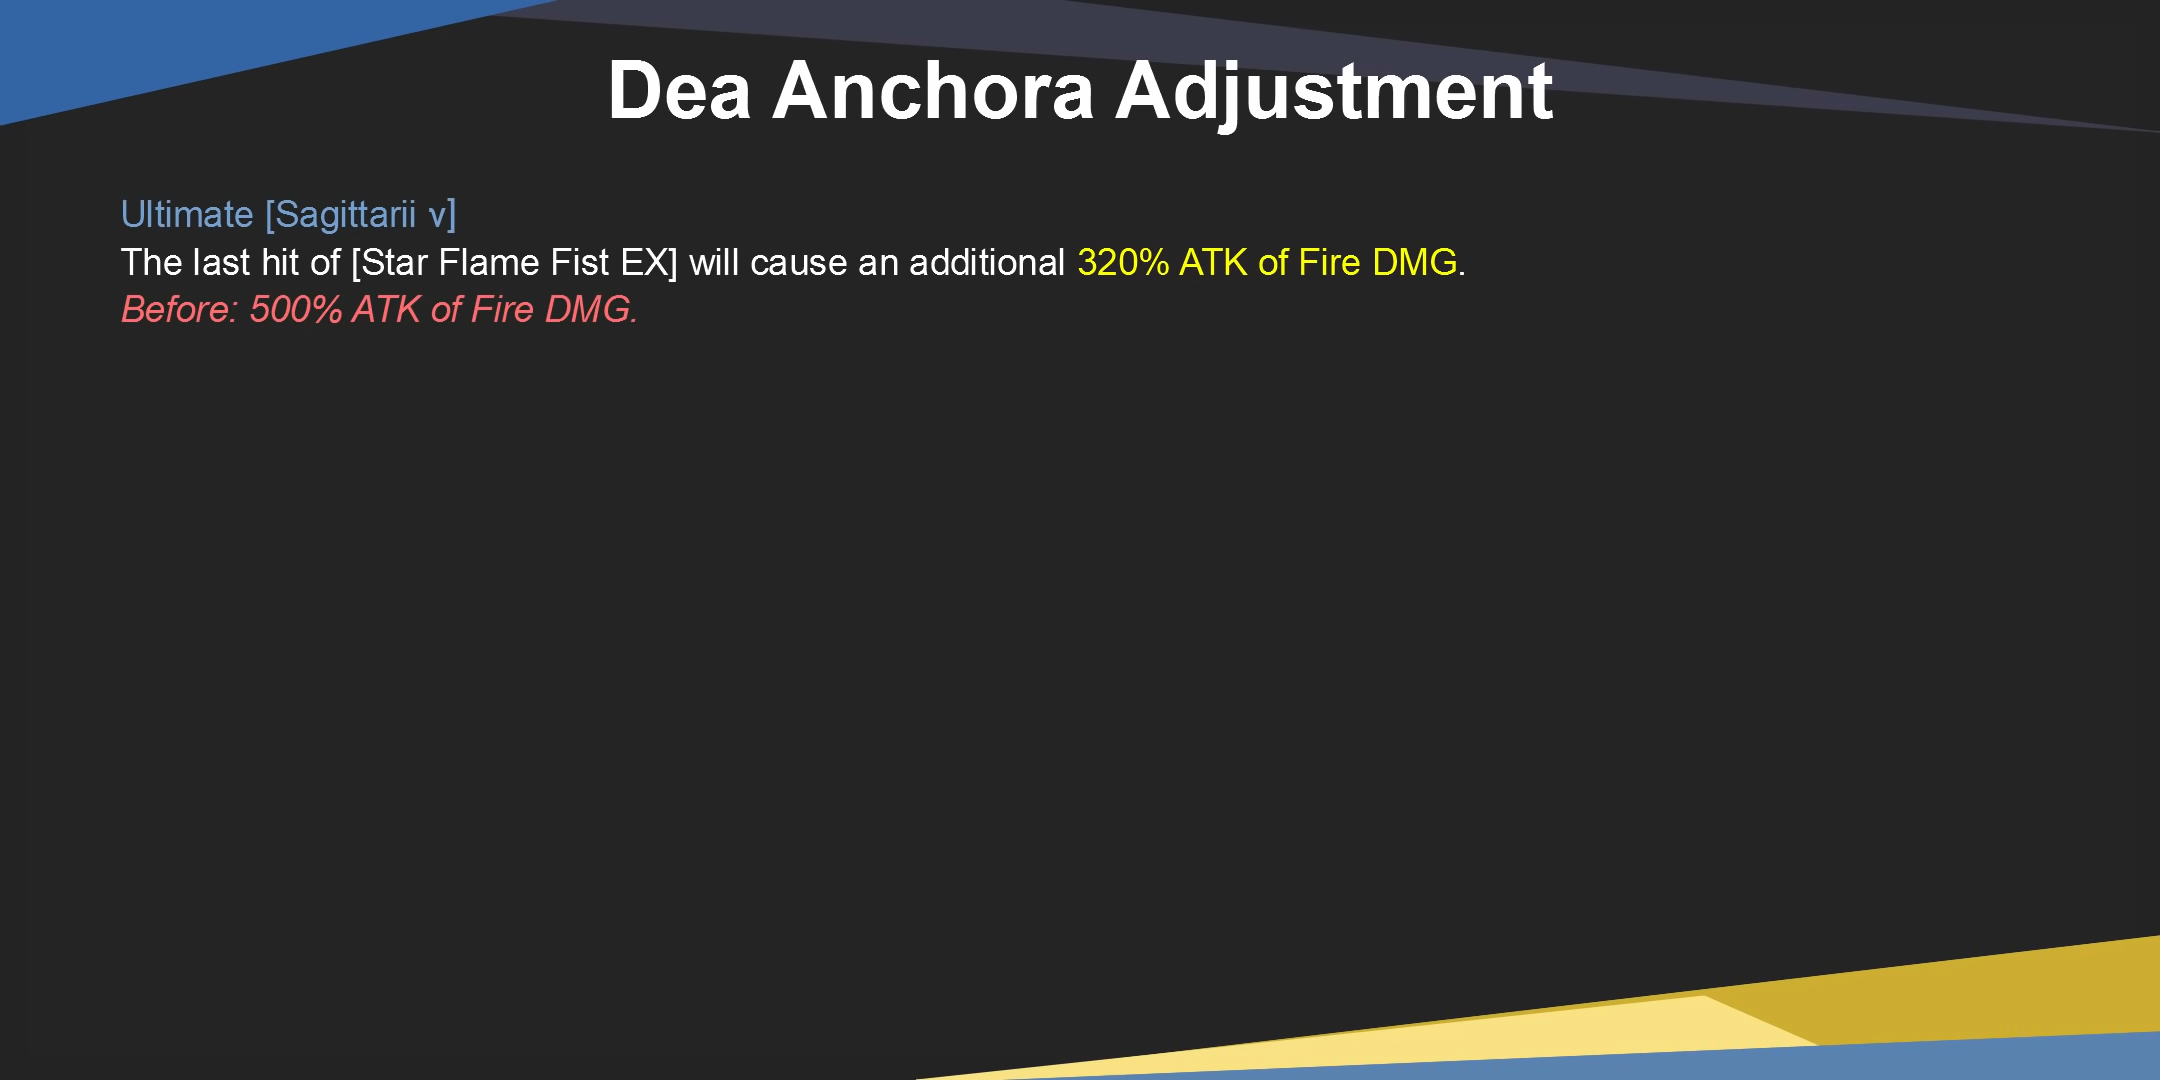 Dea Anchora Adjustment
Ultimate [Sagittarii ν]
The last hit of [Star Flame Fist EX] will cause an additional 320% ATK of Fire DMG.
Before: 500% ATK of Fire DMG.